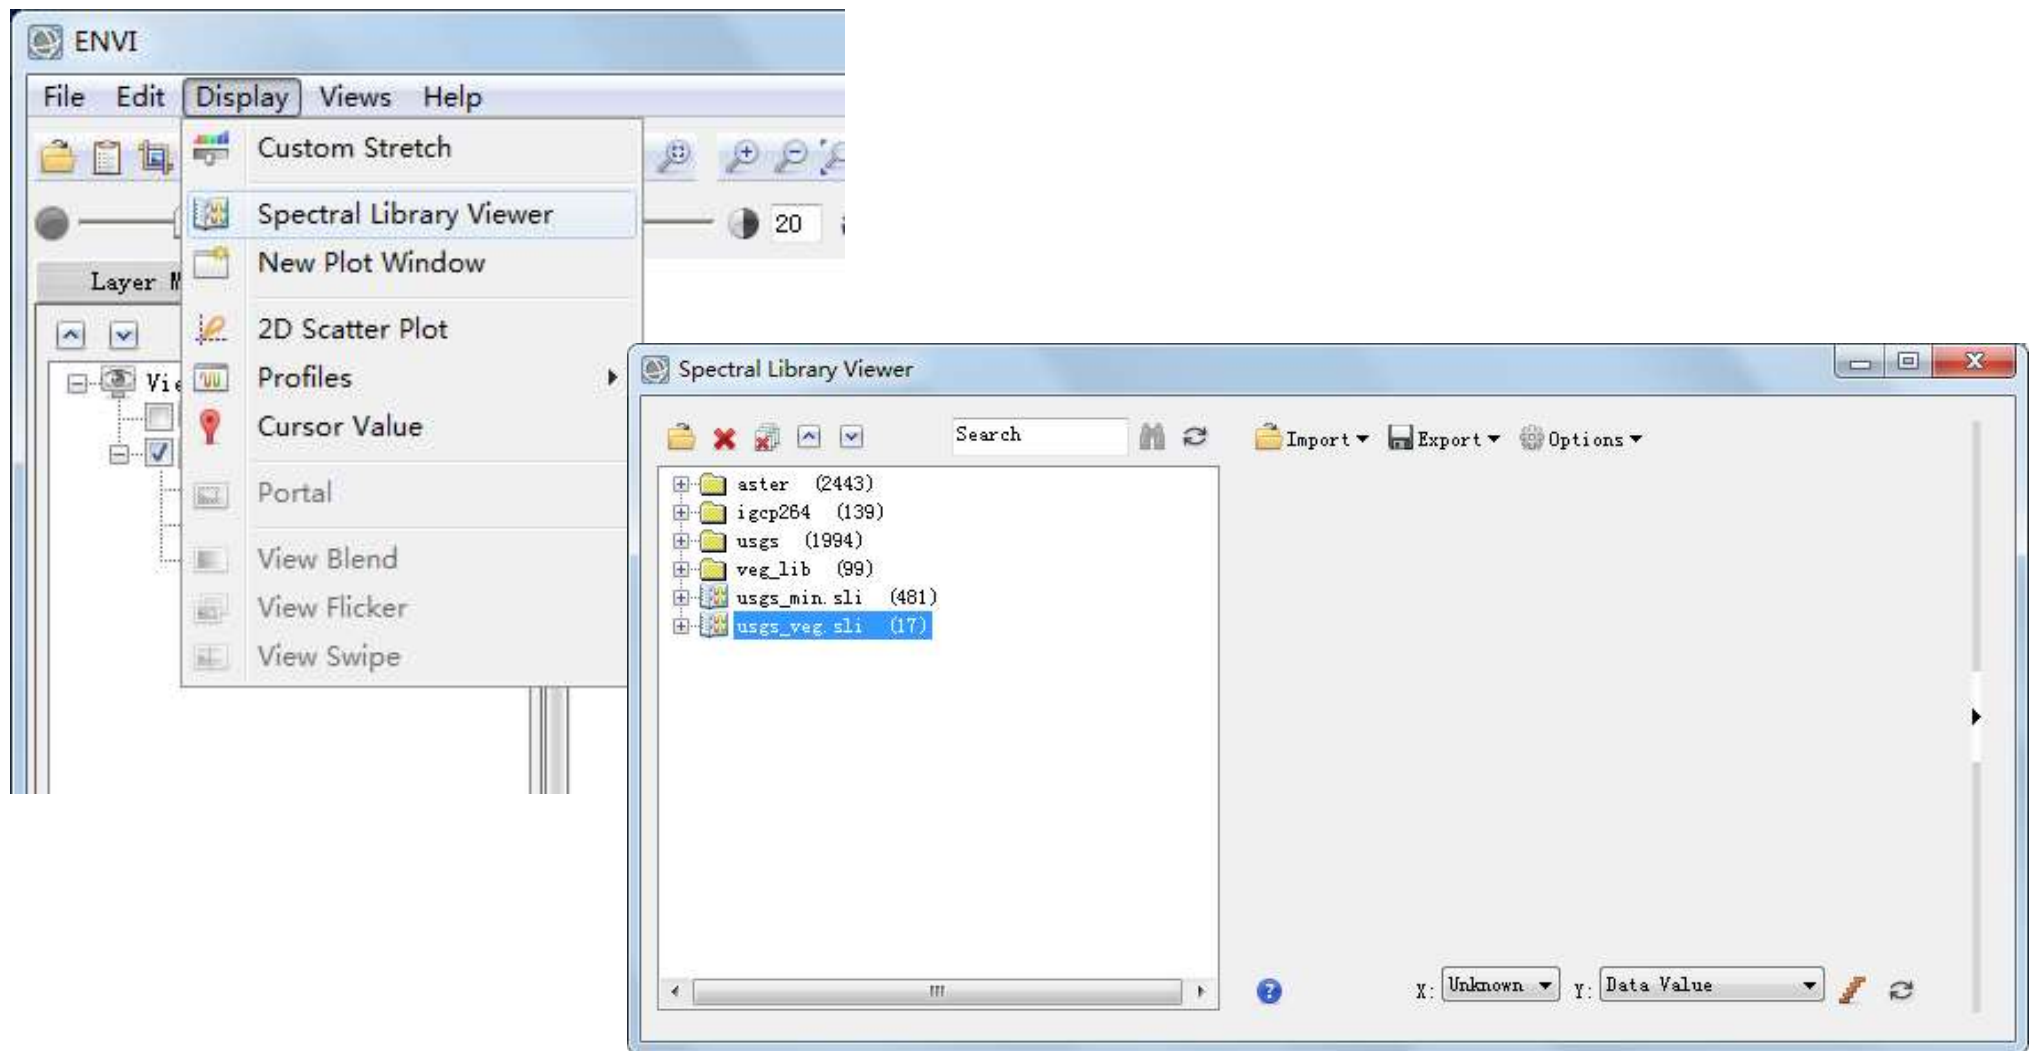 ENVI
File Edit Display Views Help
Custom Stretch
Spectral Library Viewer
20
New Plot Window
Layer
2D Scatter Plot
Profiles
Cursor Value
Portal
View Blend
View Flicker
View Swipe
Spectral Library Viewer
Search Import Export Options
aster (2443)
igcp264 (139)
usgs (1994)
veg_lib (99)
usgs_min.sli (481)
usgs_veg.sli (17)
X: Unknown Y: Data Value